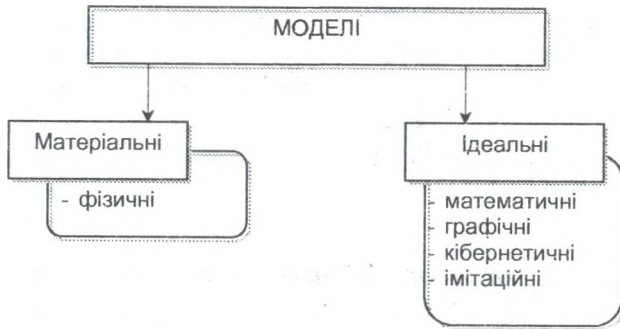 МОДЕЛІ
Матеріальні
- фізичні
Ідеальні
- математичні
- графічні
- кібернетичні
- імітаційні